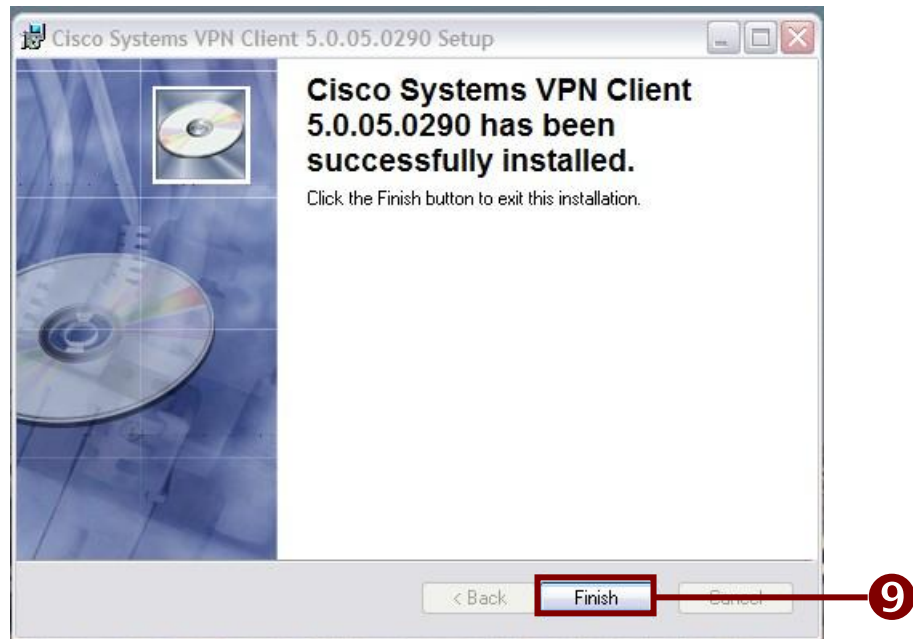 Cisco Systems VPN Client 5.0.05.0290 Setup
Cisco Systems VPN Client
5.0.05.0290 has been
successfully installed.
Click the Finish button to exit this installation.
< Back Finish Cancel
9